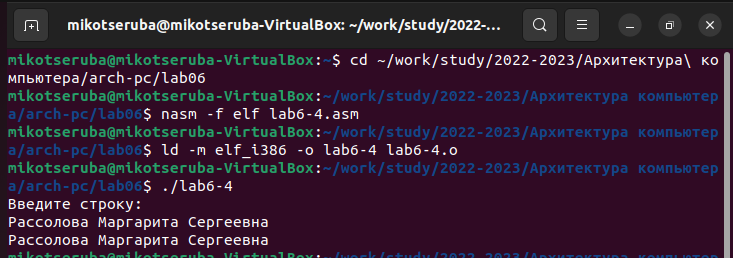 mikotseruba@mikotseruba-VirtualBox: ~/work/study/2022-...
mikotseruba@mikotseruba-VirtualBox:~$ cd ~/work/study/2022-2023/Архитектура\ ко
мпьютера/arch-pc/lab06
mikotseruba@mikotseruba-VirtualBox:~/work/study/2022-2023/Архитектура компьютер
а/arch-pc/lab06$ nasm -f elf lab6-4.asm
mikotseruba@mikotseruba-VirtualBox:~/work/study/2022-2023/Архитектура компьютер
а/arch-pc/lab06$ ld -m elf_i386 -o lab6-4 lab6-4.o
mikotseruba@mikotseruba-VirtualBox:~/work/study/2022-2023/Архитектура компьютер
а/arch-pc/lab06$ ./lab6-4
Введите строку:
Рассолова Маргарита Сергеевна
Рассолова Маргарита Сергеевна
mikotseruba@mikotseruba-VirtualBox:~/work/study/2022-2023/Архитектура компьютер